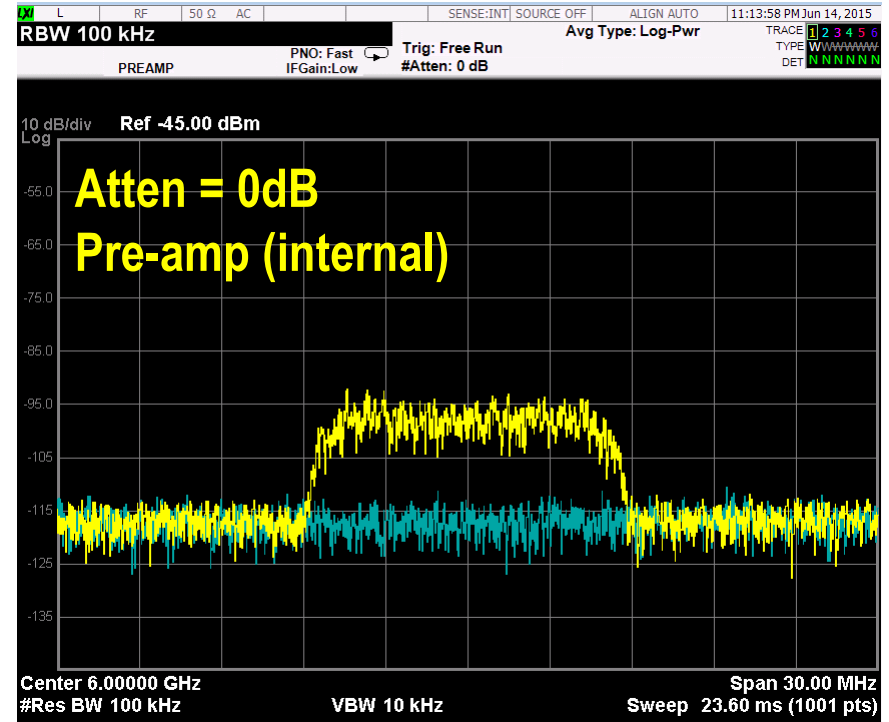 LXI L RF 50 Ω AC SENSE:INT SOURCE OFF ALIGN AUTO 11:13:58 PM Jun 14, 2015
RBW 100 kHz Avg Type: Log-Pwr TRACE 1 2 3 4 5 6
PNO: Fast Trig: Free Run TYPE WWWWWW
PREAMP IFGain:Low #Atten: 0 dB DET N N N N N N
10 dB/div Ref -45.00 dBm
Log
Atten = 0dB
-55.0
Pre-amp (internal)
-65.0
-75.0
-85.0
-95.0
-105
-115
-125
-135
Center 6.00000 GHz Span 30.00 MHz
#Res BW 100 kHz VBW 10 kHz Sweep 23.60 ms (1001 pts)